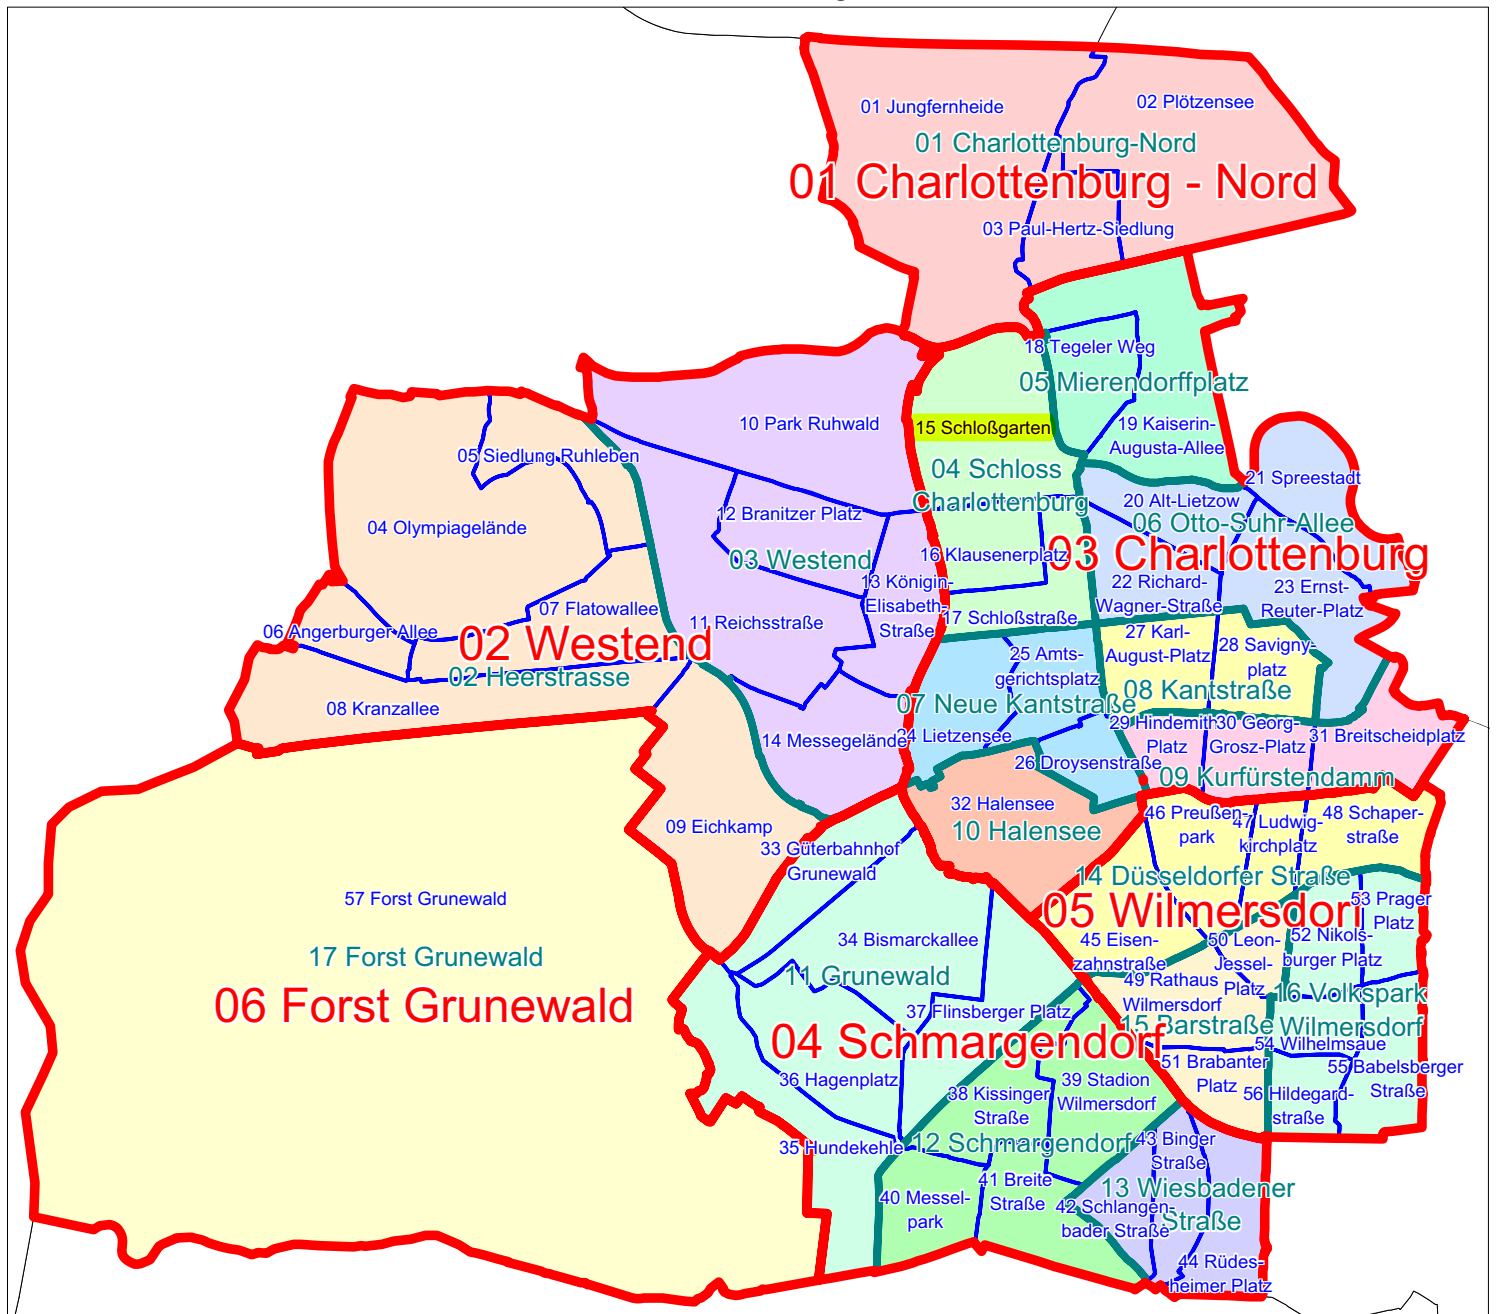 02 Plötzensee
01 Jungfernheide
01 Charlottenburg-Nord
01 Charlottenburg - Nord
03 Paul-Hertz-Siedlung
18 Tegeler Weg
05 Mierendorffplatz
10 Park Ruhwald
15 Schloßgarten
19 Kaiserin-
Augusta-Allee
05 Siedlung Ruhleben
04 Schloss
Charlottenburg
21 Spreestadt
20 Alt-Lietzow
12 Branitzer Platz
04 Olympiagelände
06 Otto-Suhr-Allee
03 Charlottenburg
16 Klausenerplatz
03 Westend
13 Königin-
Elisabeth-
Straße
22 Richard-
Wagner-Straße
23 Ernst-
Reuter-Platz
07 Flatowallee
11 Reichsstraße
17 Schloßstraße
06 Angerburger Allee
02 Westend
27 Karl-
August-Platz
28 Savigny-
platz
25 Amts-
gerichtsplatz
02 Heerstrasse
08 Kantstraße
07 Neue Kantstraße
08 Kranzallee
29 Hindemith-
Platz
30 Georg-
Grosz-Platz
31 Breitscheidplatz
14 Messegelände
24 Lietzensee
26 Droysenstraße
09 Kurfürstendamm
32 Halensee
10 Halensee
46 Preußen-
park
47 Ludwig-
kirchplatz
48 Schaper-
straße
09 Eichkamp
33 Güterbahnhof
Grunewald
14 Düsseldorfer Straße
05 Wilmersdorf
53 Prager
Platz
57 Forst Grunewald
34 Bismarckallee
45 Eisen-
zahnstraße
50 Leon-
Jessel-
Platz
52 Nikols-
burger Platz
17 Forst Grunewald
06 Forst Grunewald
11 Grunewald
49 Rathaus
Wilmersdorf
16 Volkspark
Wilmersdorf
37 Flinsberger Platz
15 Barstraße
04 Schmargendorf
54 Wilhelmsaue
51 Brabanter
Platz
55 Babelsberger
Straße
36 Hagenplatz
38 Kissinger
Straße
39 Stadion
Wilmersdorf
56 Hildegard-
straße
35 Hundekehle
12 Schmargendorf
43 Binger
Straße
40 Messel-
park
41 Breite
Straße
13 Wiesbadener
Straße
42 Schlangen-
bader Straße
44 Rüdes-
heimer Platz